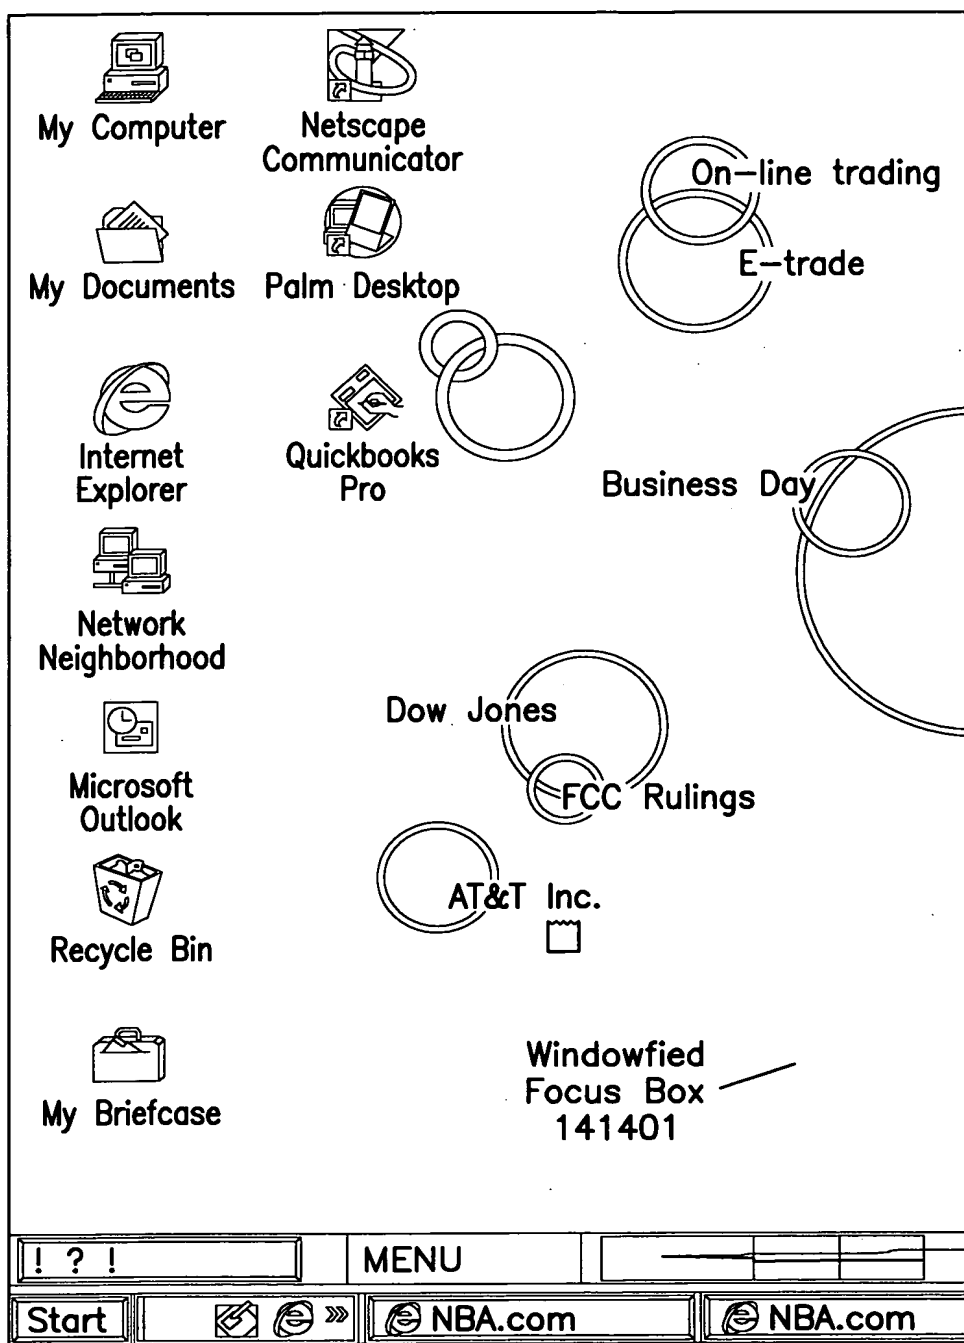 My Computer
Netscape
Communicator
On-line trading
E-trade
My Documents
Palm Desktop
Internet
Explorer
Quickbooks
Pro
Business Day
Network
Neighborhood
Dow Jones
Microsoft
Outlook
FCC Rulings
AT&T Inc.
Recycle Bin
Windowfied
Focus Box
141401
My Briefcase
! ? !
MENU
Start
»»
NBA.com
NBA.com